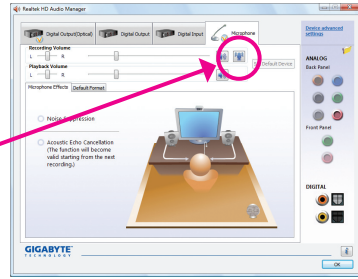 Realtek HD Audio Manager
Digital Output(Optical) Digital Output Digital Input Microphone
Device advanced settings
Recording Volume
L R
Set Default Device
Playback Volume
L R
ANALOG
Back Panel
Microphone Effects Default Format
Noise Suppression
Acoustic Echo Cancellation
(The function will become
valid starting from the next
recording.)
Front Panel
DIGITAL
GIGABYTE
TECHNOLOGY
i
OK